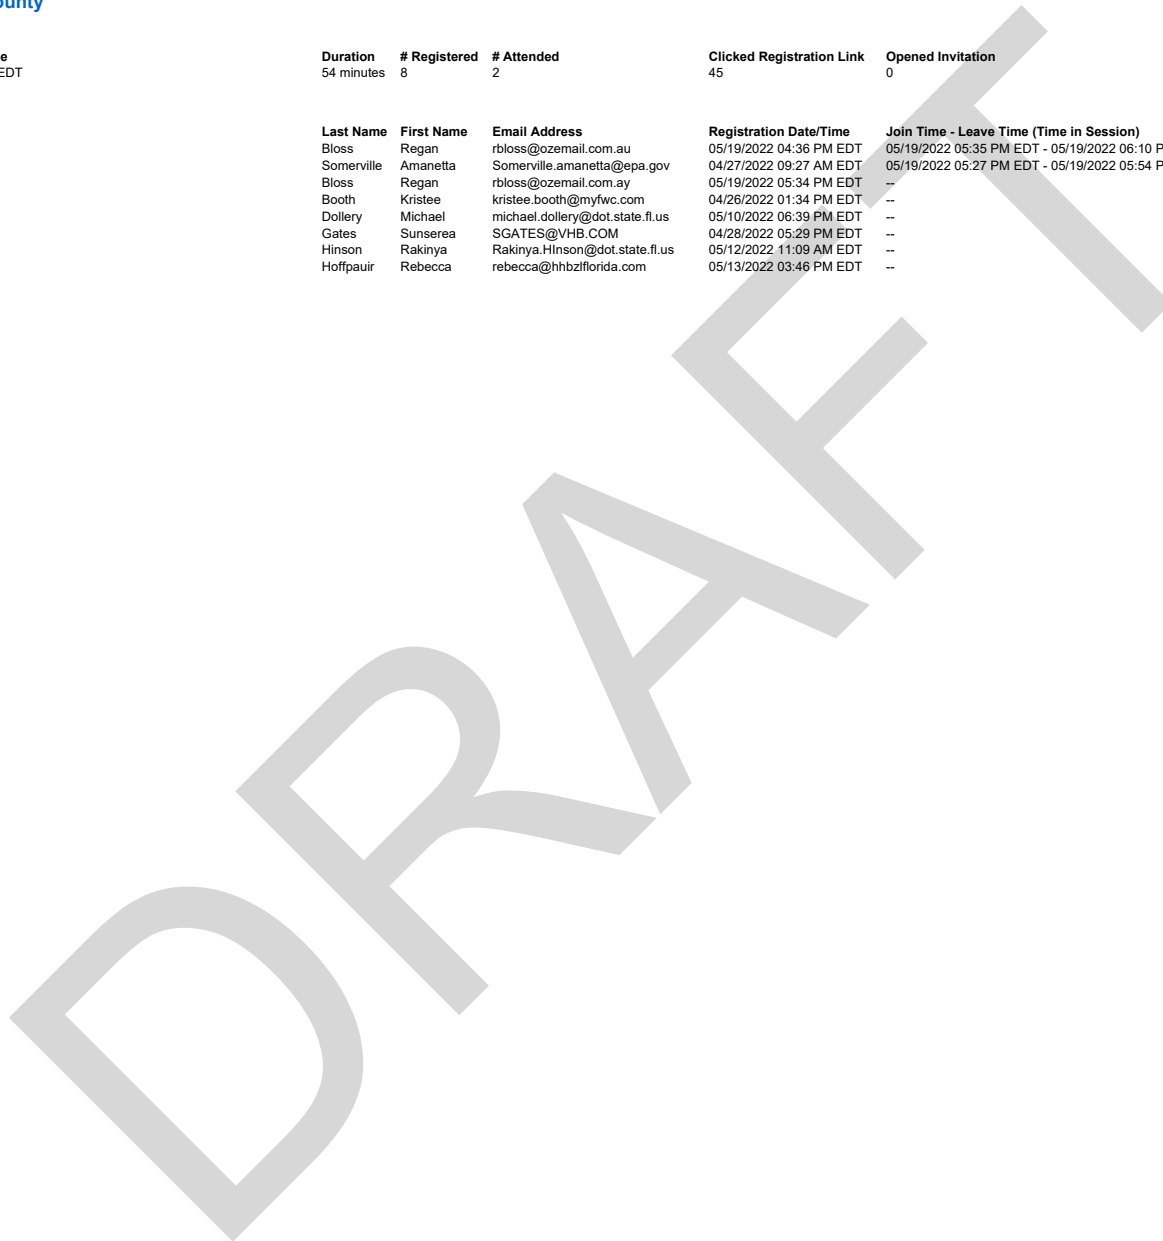 ounty
e Duration # Registered # Attended Clicked Registration Link Opened Invitation
EDT 54 minutes 8 2 45 0
Last Name First Name Email Address Registration Date/Time Join Time - Leave Time (Time in Session)
Bloss Regan rbloss@ozemail.com.au 05/19/2022 04:36 PM EDT 05/19/2022 05:35 PM EDT - 05/19/2022 06:10 P
Somerville Amanetta Somerville.amanetta@epa.gov 04/27/2022 09:27 AM EDT 05/19/2022 05:27 PM EDT - 05/19/2022 05:54 P
Bloss Regan rbloss@ozemail.com.ay 05/19/2022 05:34 PM EDT --
Booth Kristee kristee.booth@myfwc.com 04/26/2022 01:34 PM EDT --
Dollery Michael michael.dollery@dot.state.fl.us 05/10/2022 06:39 PM EDT --
Gates Sunserea SGATES@VHB.COM 04/28/2022 05:29 PM EDT --
Hinson Rakinya Rakinya.HInson@dot.state.fl.us 05/12/2022 11:09 AM EDT --
Hoffpauir Rebecca rebecca@hhbzlflorida.com 05/13/2022 03:46 PM EDT --
DRAFT